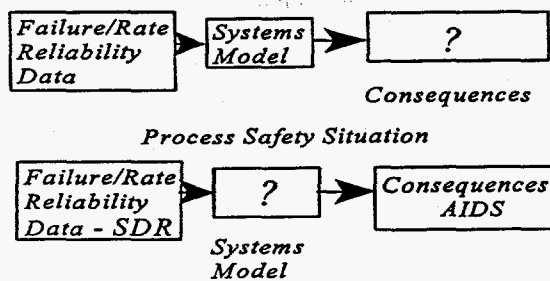 Failure/Rate
Reliability
Data
Systems
Model
?
Consequences
Process Safety Situation
Failure/Rate
Reliability
Data - SDR
?
Systems
Model
Consequences
AIDS